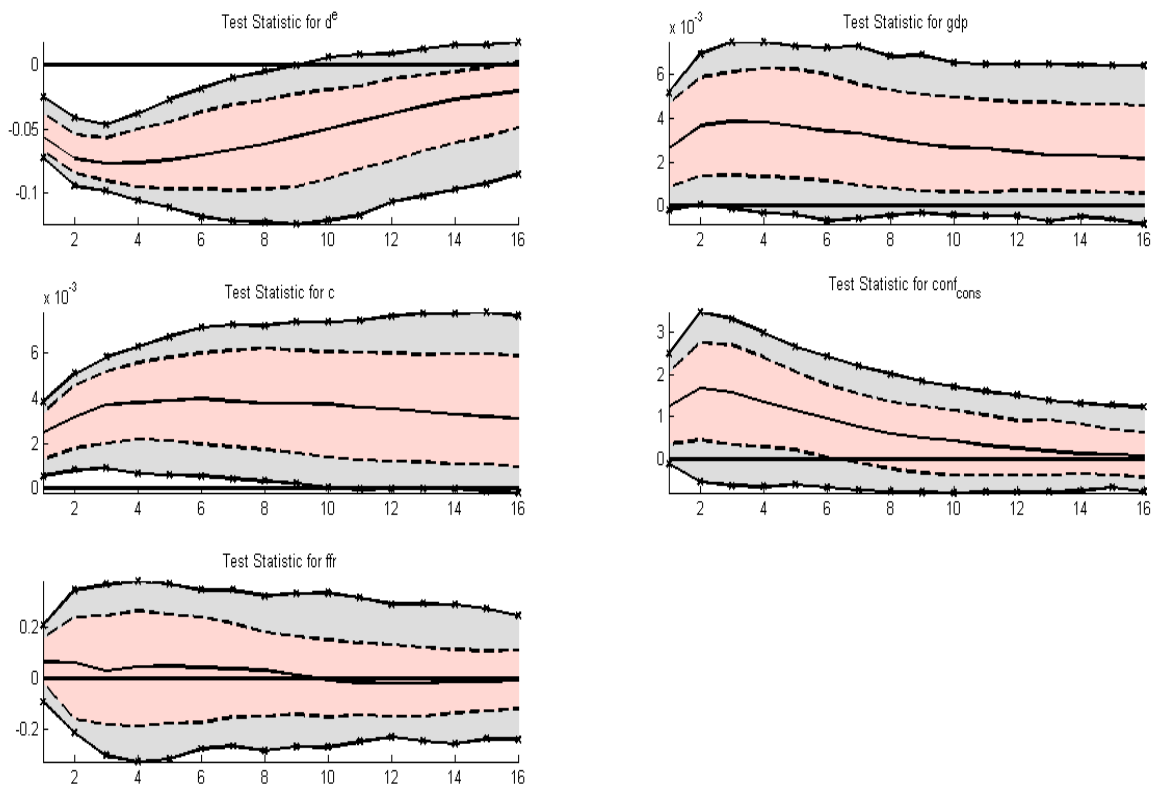 Test Statistic for dᵉ
0
-0.05
-0.1
2 4 6 8 10 12 14 16
Test Statistic for gdp
x 10⁻³
6
4
2
0
2 4 6 8 10 12 14 16
Test Statistic for c
x 10⁻³
6
4
2
0
2 4 6 8 10 12 14 16
Test Statistic for conf_cons
3
2
1
0
2 4 6 8 10 12 14 16
Test Statistic for ffr
0.2
0
-0.2
2 4 6 8 10 12 14 16